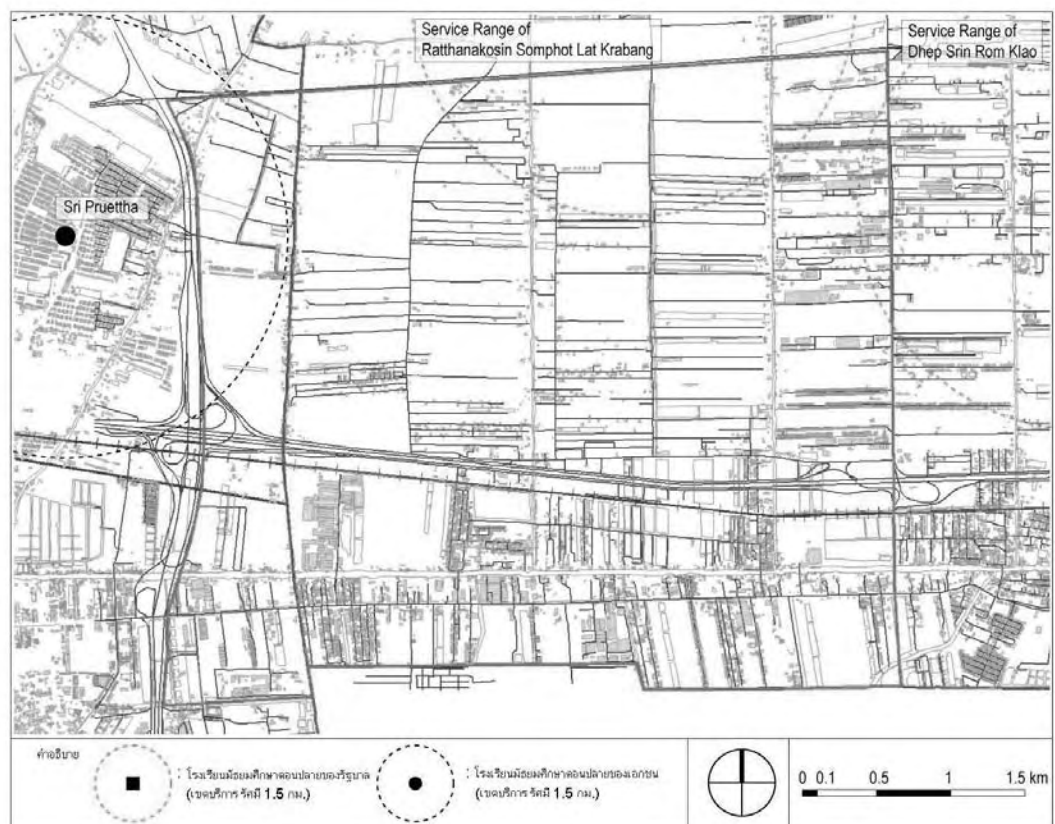 Service Range of
Ratthanakosin Somphot Lat Krabang
Service Range of
Dhep Srin Rom Klao
Sri Pruettha
คำอธิบาย
: โรงเรียนมัธยมศึกษาตอนปลายของรัฐบาล
(เขตบริการ รัศมี 1.5 กม.)
: โรงเรียนมัธยมศึกษาตอนปลายของเอกชน
(เขตบริการ รัศมี 1.5 กม.)
0 0.1 0.5 1 1.5 km